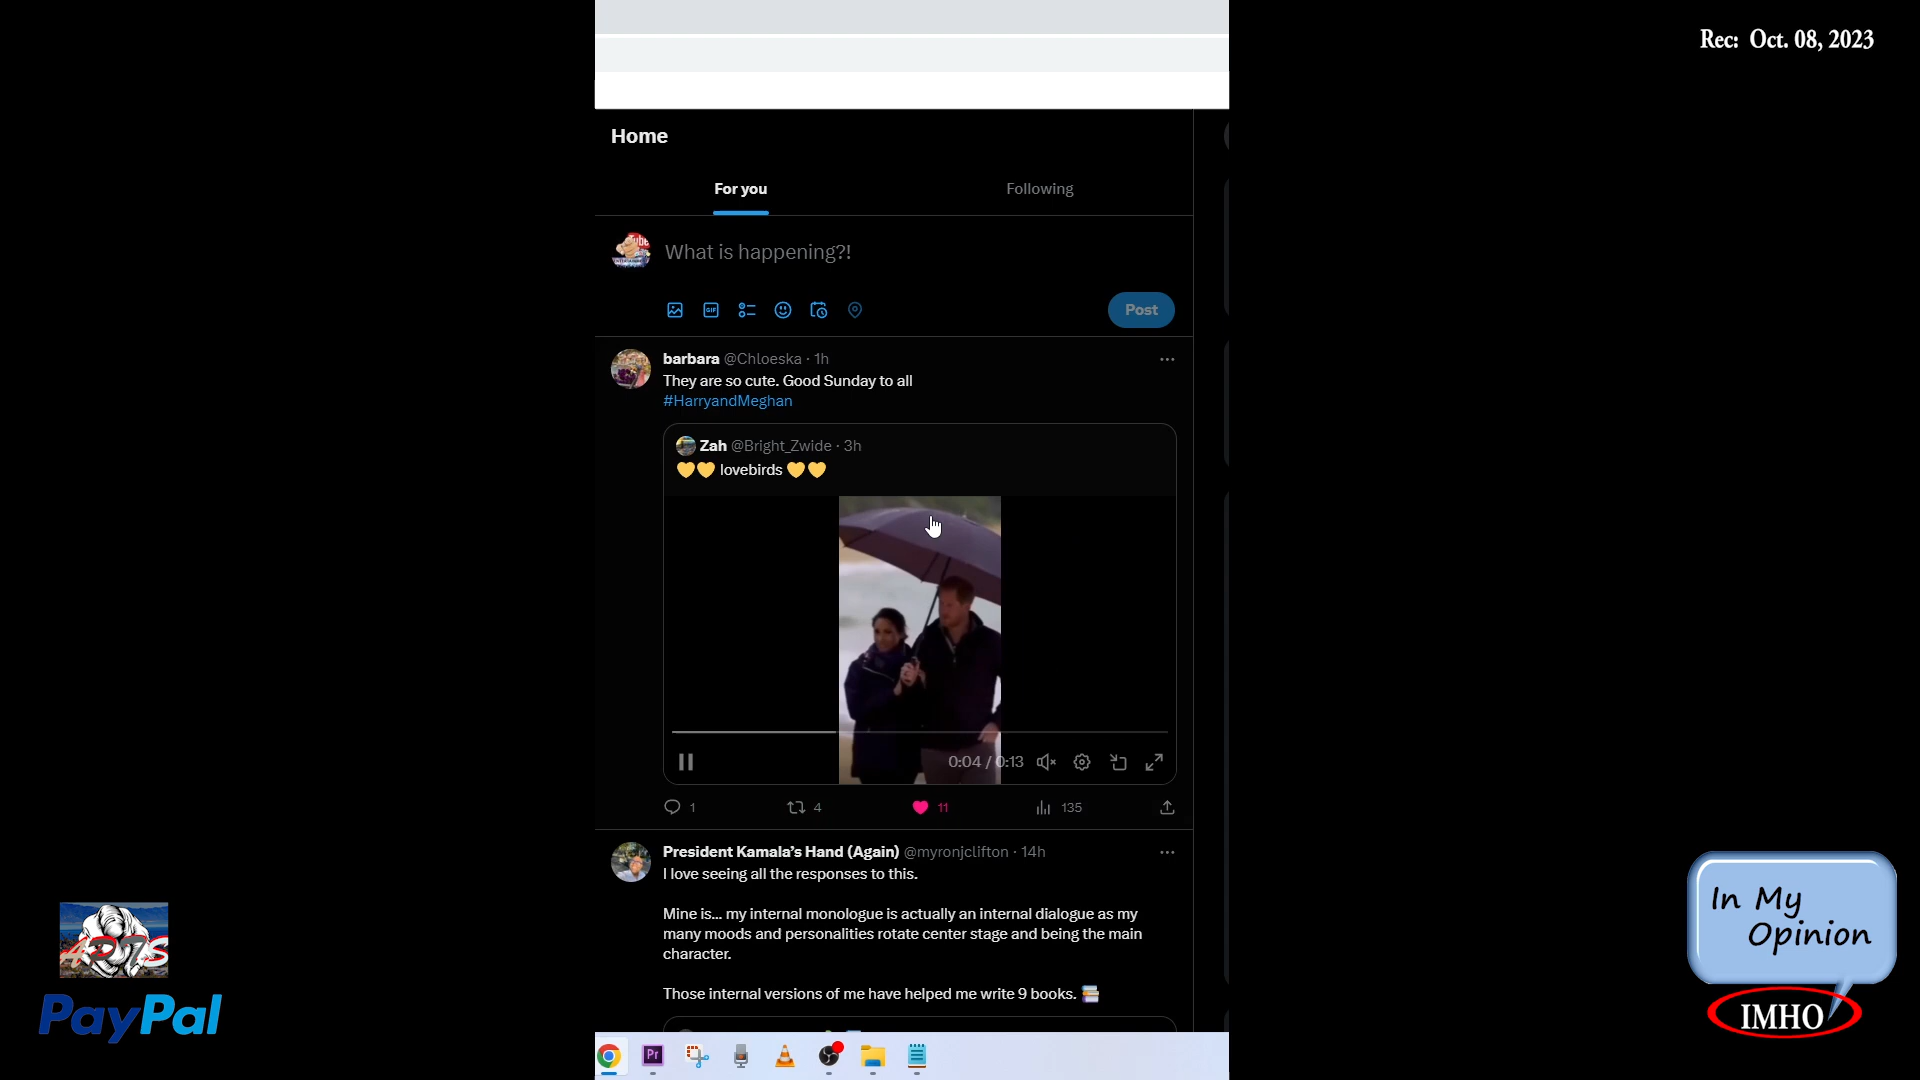 Rec: Oct. 08, 2023
Home
For you
Following
What is happening?!
GIF
Post
barbara @Chloeska · 1h
They are so cute. Good Sunday to all
#HarryandMeghan
Zah @Bright_Zwide · 3h
💛💛 lovebirds 💛💛
0:04 / 0:13
1
4
11
135
President Kamala's Hand (Again) @myronjclifton · 14h
I love seeing all the responses to this.
Mine is... my internal monologue is actually an internal dialogue as my
many moods and personalities rotate center stage and being the main
character.
Those internal versions of me have helped me write 9 books. 📚
In My
Opinion
IMHO
PayPal
Pr